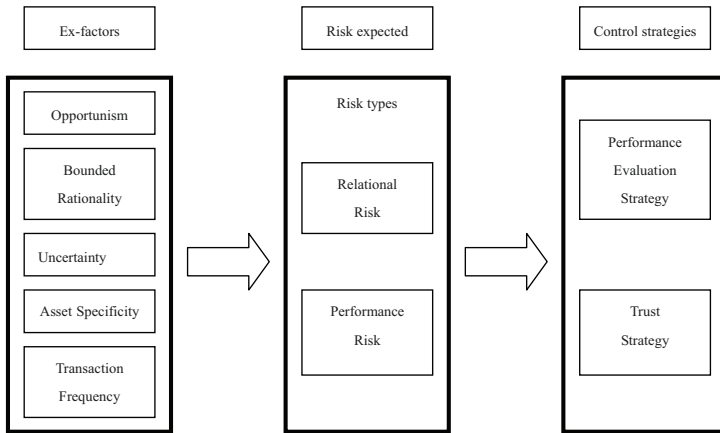 Ex-factors
Risk expected
Control strategies
Opportunism
Bounded
Rationality
Uncertainty
Asset Specificity
Transaction
Frequency
Risk types
Relational
Risk
Performance
Risk
Performance
Evaluation
Strategy
Trust
Strategy